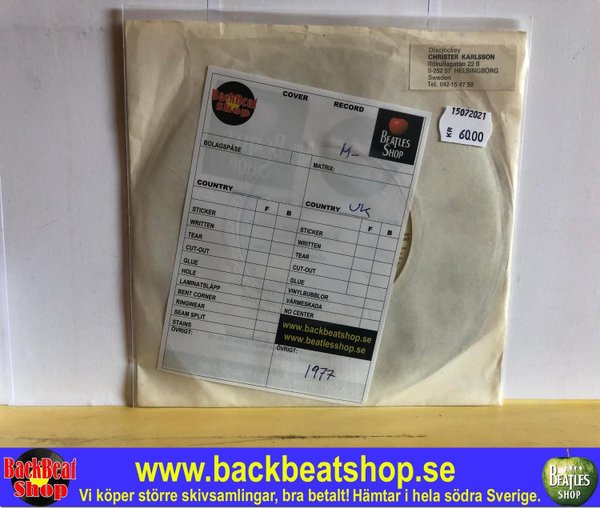 Discjockey
CHRISTER KARLSSON
Rökullagatan 22 B
S-252 57 HELSINGBORG
Sweden
Tel. 042-15 47 59
15072021
KR 60.00
BackBeat
Shop
COVER
RECORD
BEATLES
SHOP
M-
BOLAGSPÅSE
MATRIX:
COUNTRY
COUNTRY UK
F B
F B
STICKER
STICKER
WRITTEN
WRITTEN
TEAR
TEAR
CUT-OUT
CUT-OUT
GLUE
GLUE
HOLE
VINYLBUBBLOR
LAMINATSLÄPP
VÄRMESKADA
BENT CORNER
NO CENTER
RINGWEAR
SEAM SPLIT
STAINS
www.backbeatshop.se
www.beatlesshop.se
ÖVRIGT:
ÖVRIGT:
1977
BackBeat
Shop
www.backbeatshop.se
Vi köper större skivsamlingar, bra betalt! Hämtar i hela södra Sverige.
BEATLES
SHOP